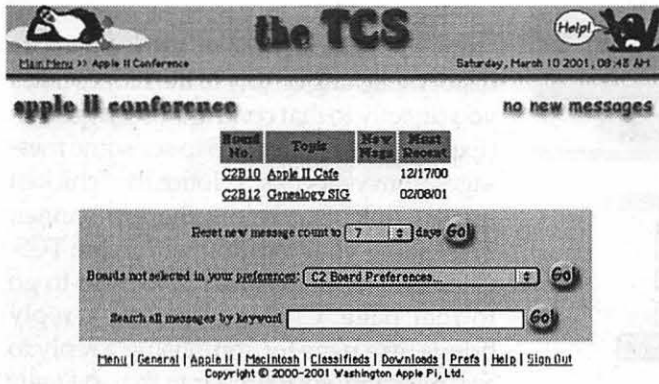 the TCS
Help!
Main Menu >> Apple II Conference
Saturday, March 10 2001, 08:48 AM
apple II conference
no new messages
Board No. Topic New Msgs Most Recent
C2B10 Apple II Cafe 12/17/00
C2B12 Genealogy SIG 02/08/01
Reset new message count to 7 days Go!
Boards not selected in your preferences: C2 Board Preferences... Go!
Search all messages by keyword Go!
Menu | General | Apple II | Macintosh | Classifieds | Downloads | Prefs | Help | Sign Out
Copyright © 2000-2001 Washington Apple Pi, Ltd.